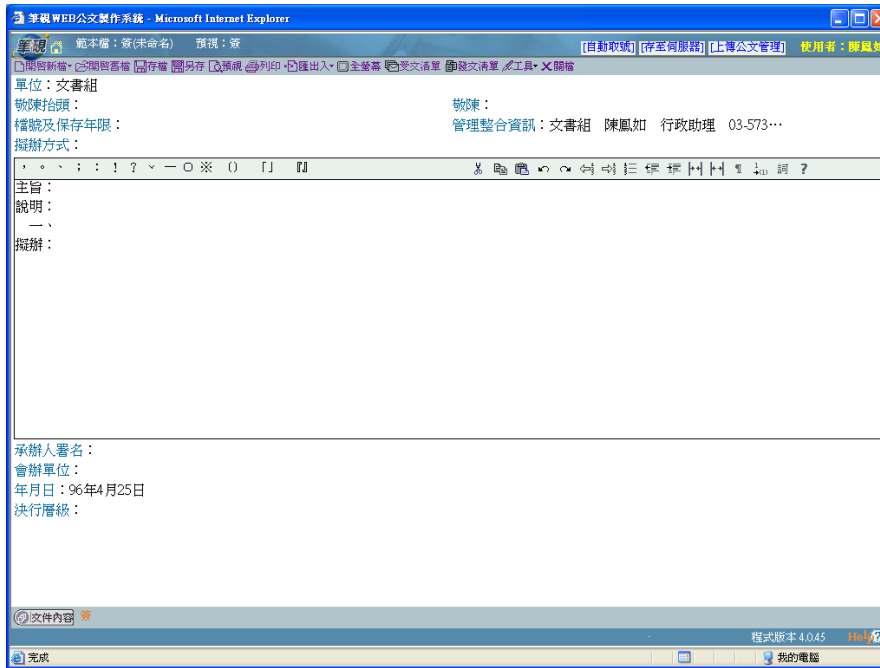 筆硯WEB公文製作系統 - Microsoft Internet Explorer
筆硯 範本檔：簽(未命名) 預視：簽 [自動取號] [存至伺服器] [上傳公文管理] 使用者：陳鳳如
開啓新檔 開啓舊檔 存檔 另存 預視 列印 匯出入 全螢幕 受文清單 發文清單 工具 關檔
單位：文書組
敬陳抬頭： 敬陳：
檔號及保存年限： 管理整合資訊：文書組 陳鳳如 行政助理 03-573…
擬辦方式：
， 。 、 ； ： ！ ？ ˇ — ○ ※ () 「」 『』 ¶ 詞 ?
主旨：
說明：
一、
擬辦：
承辦人署名：
會辦單位：
年月日：96年4月25日
決行層級：
文件內容 簽
程式版本 4.0.45 Help?
完成 我的電腦